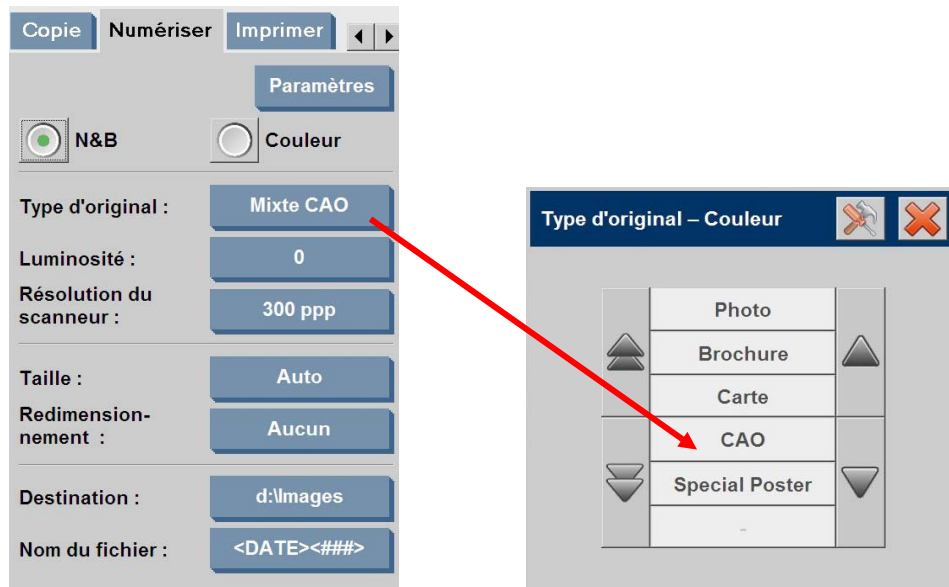 Copie Numériser Imprimer
Paramètres
N&B Couleur
Type d'original : Mixte CAO
Luminosité : 0
Résolution du
scanneur : 300 ppp
Taille : Auto
Redimension-
nement : Aucun
Destination : d:\Images
Nom du fichier : <DATE><###>
Type d'original – Couleur
Photo
Brochure
Carte
CAO
Special Poster
-